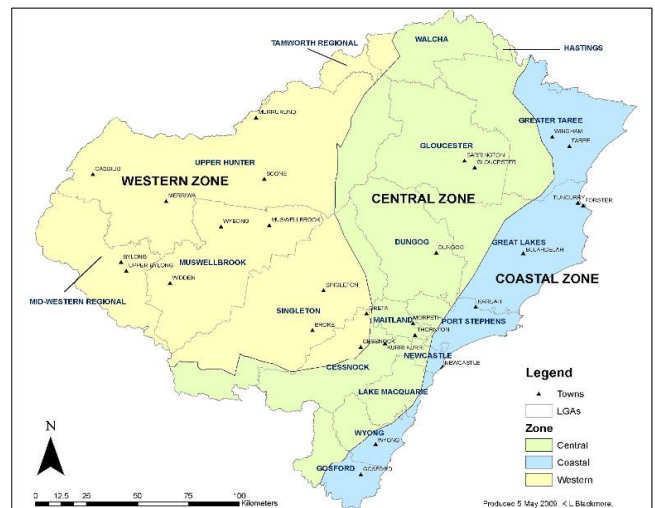 TAMWORTH REGIONAL
WALCHA
HASTINGS
MURRURUNDI
GREATER TAREE
WINGHAM
TAREE
GLOUCESTER
BARRINGTON
GLOUCESTER
UPPER HUNTER
CASSILIS
WESTERN ZONE
SCONE
MERRIWA
CENTRAL ZONE
TUNCURRY
FORSTER
WYBONG
MUSWELLBROOK
DUNGOG
DUNGOG
GREAT LAKES
BULAHDELAH
BYLONG
UPPER BYLONG
MUSWELLBROOK
WIDDEN
COASTAL ZONE
MID-WESTERN REGIONAL
SINGLETON
SINGLETON
KARUAH
GRETA
MAITLAND
MORPETH
PORT STEPHENS
BROKE
THORNTON
CESSNOCK
KURRI KURRI
NEWCASTLE
CESSNOCK
NEWCASTLE
LAKE MACQUARIE
WYONG
WYONG
GOSFORD
GOSFORD
N
0 12.5 25 50 75 100
Kilometers
Legend
Towns
LGAs
Zone
Central
Coastal
Western
Produced 5 May 2009 K L Blackmore.